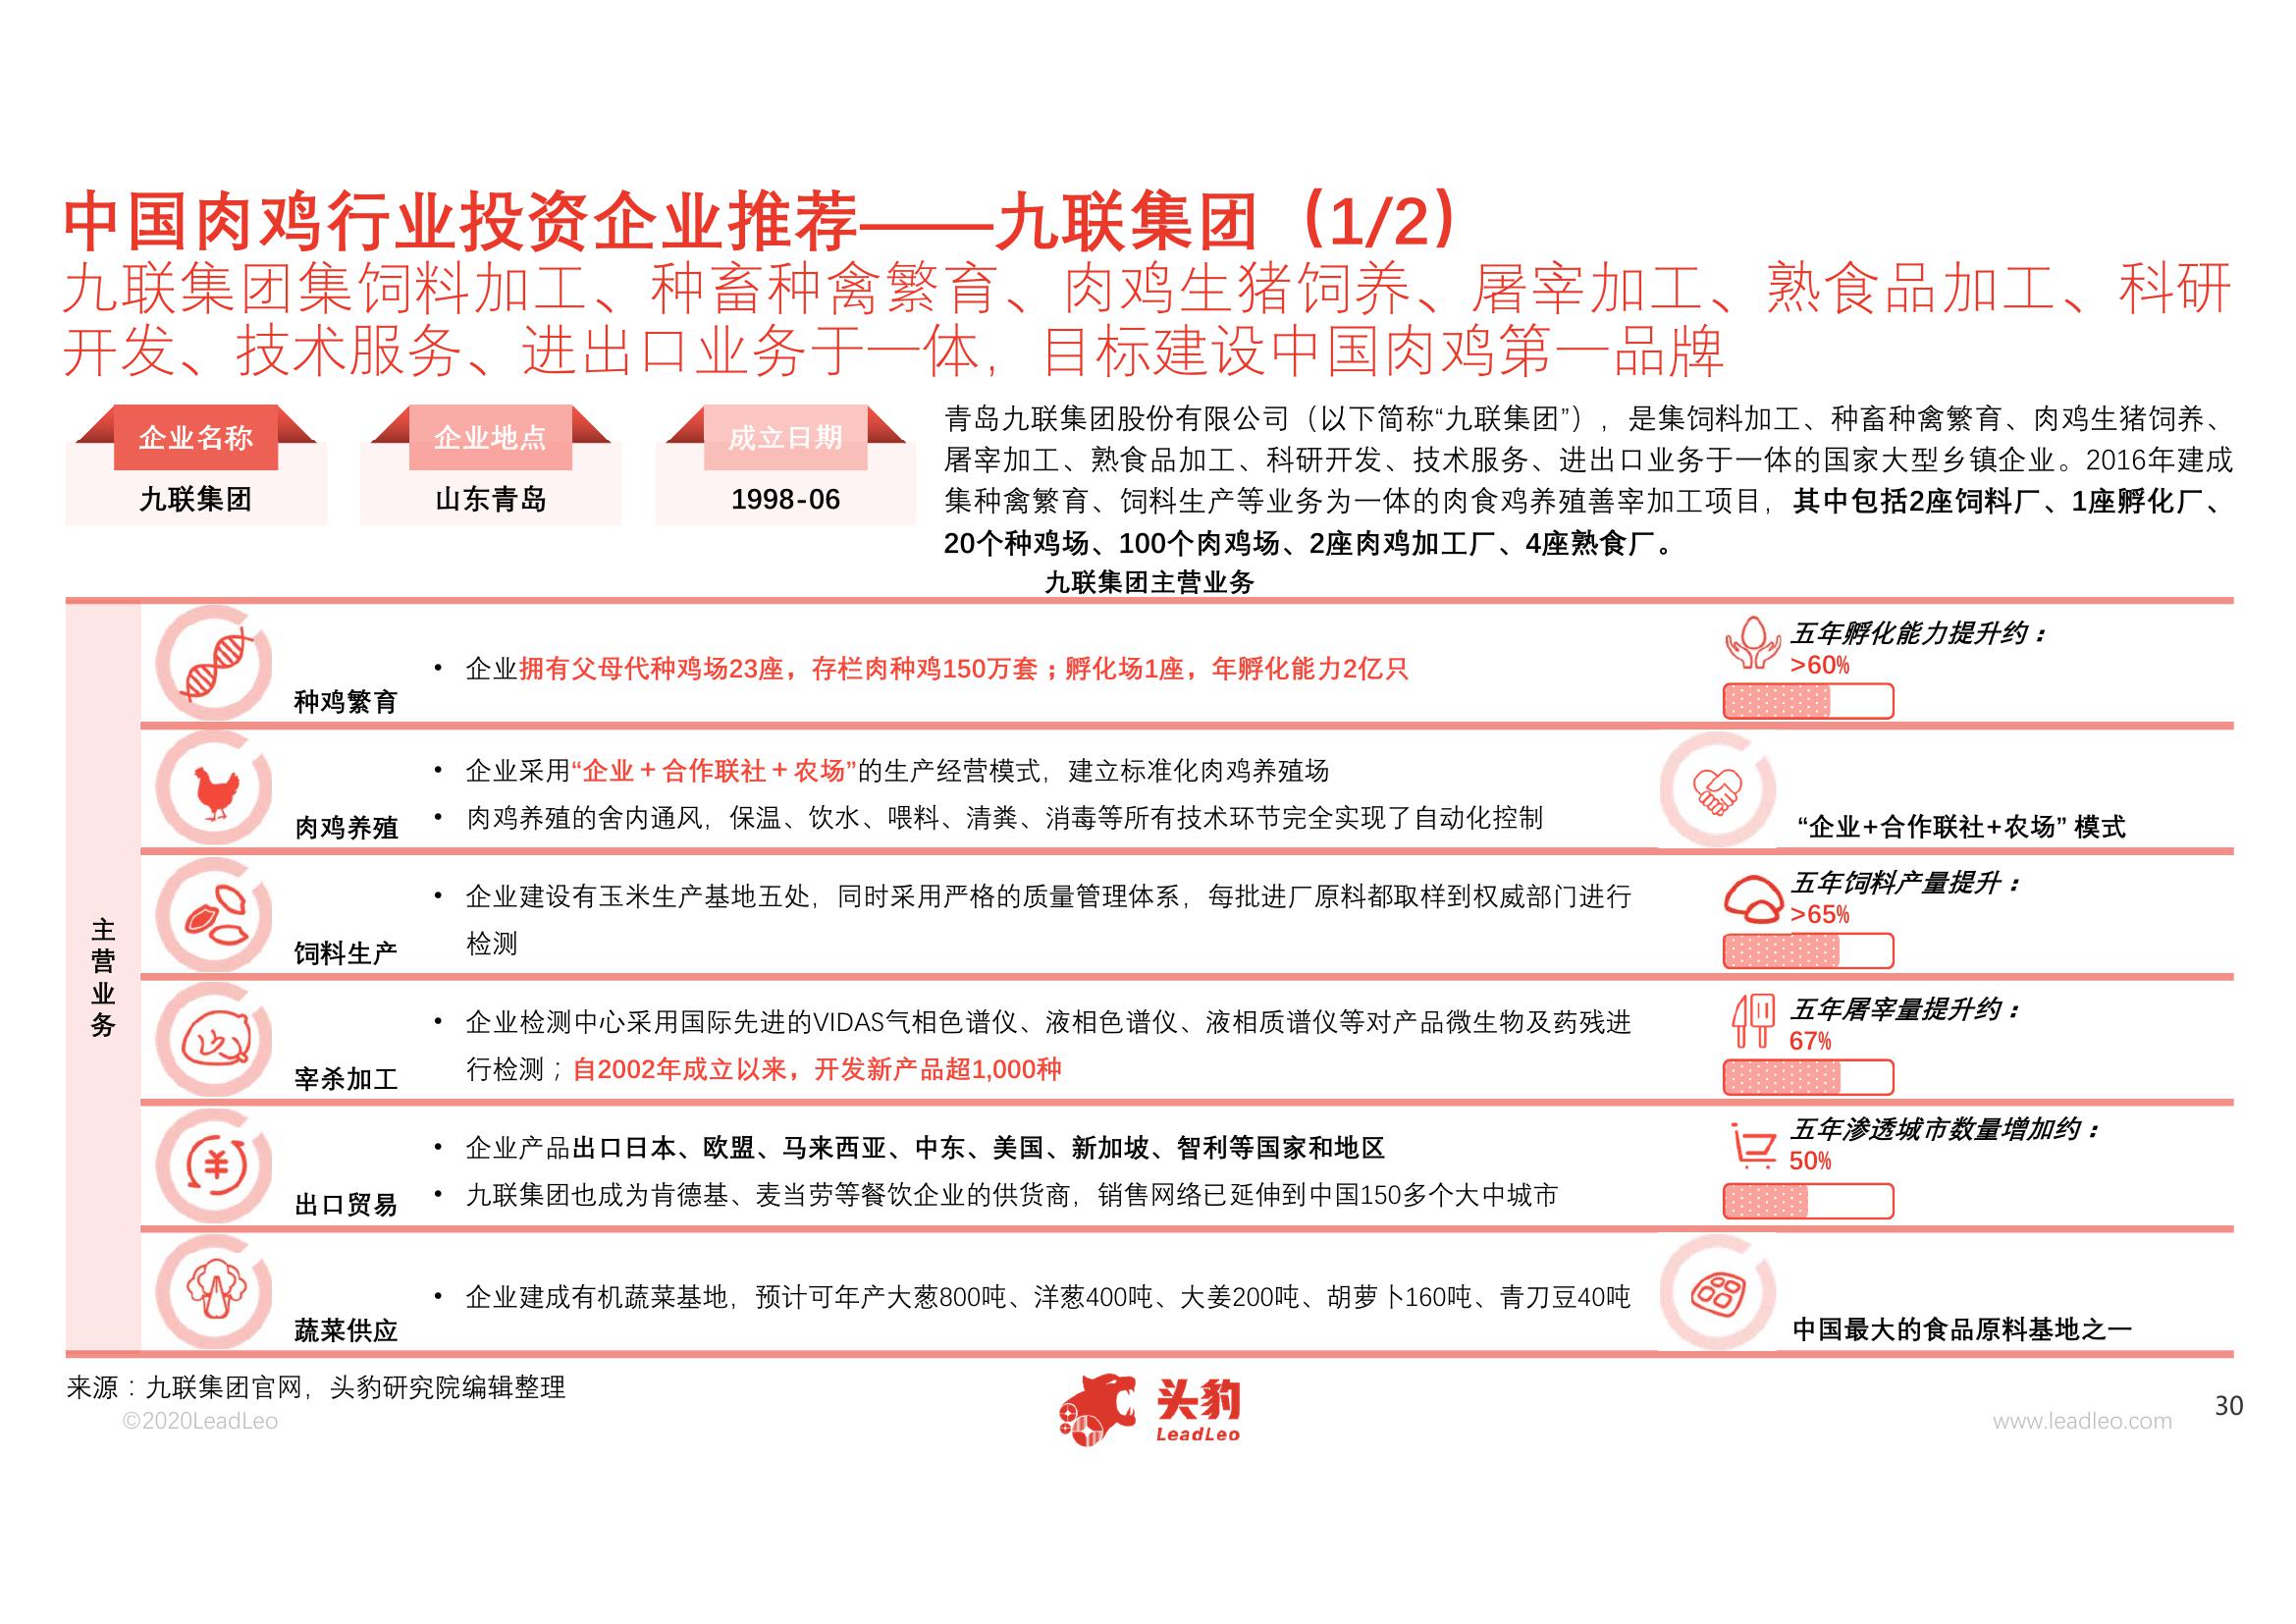 中国肉鸡行业投资企业推荐——九联集团（1/2）
九联集团集饲料加工、种畜种禽繁育、肉鸡生猪饲养、屠宰加工、熟食品加工、科研
开发、技术服务、进出口业务于一体，目标建设中国肉鸡第一品牌
企业名称
九联集团
企业地点
山东青岛
成立日期
1998-06
青岛九联集团股份有限公司（以下简称“九联集团”），是集饲料加工、种畜种禽繁育、肉鸡生猪饲养、
屠宰加工、熟食品加工、科研开发、技术服务、进出口业务于一体的国家大型乡镇企业。2016年建成
集种禽繁育、饲料生产等业务为一体的肉食鸡养殖善宰加工项目，其中包括2座饲料厂、1座孵化厂、
20个种鸡场、100个肉鸡场、2座肉鸡加工厂、4座熟食厂。
九联集团主营业务
主营业务
种鸡繁育
• 企业拥有父母代种鸡场23座，存栏肉种鸡150万套；孵化场1座，年孵化能力2亿只
五年孵化能力提升约：
>60%
肉鸡养殖
• 企业采用“企业＋合作联社＋农场”的生产经营模式，建立标准化肉鸡养殖场
• 肉鸡养殖的舍内通风，保温、饮水、喂料、清粪、消毒等所有技术环节完全实现了自动化控制
“企业+合作联社+农场” 模式
饲料生产
• 企业建设有玉米生产基地五处，同时采用严格的质量管理体系，每批进厂原料都取样到权威部门进行
检测
五年饲料产量提升：
>65%
宰杀加工
• 企业检测中心采用国际先进的VIDAS气相色谱仪、液相色谱仪、液相质谱仪等对产品微生物及药残进
行检测；自2002年成立以来，开发新产品超1,000种
五年屠宰量提升约：
67%
出口贸易
• 企业产品出口日本、欧盟、马来西亚、中东、美国、新加坡、智利等国家和地区
• 九联集团也成为肯德基、麦当劳等餐饮企业的供货商，销售网络已延伸到中国150多个大中城市
五年渗透城市数量增加约：
50%
蔬菜供应
• 企业建成有机蔬菜基地，预计可年产大葱800吨、洋葱400吨、大姜200吨、胡萝卜160吨、青刀豆40吨
中国最大的食品原料基地之一
来源：九联集团官网，头豹研究院编辑整理
©2020LeadLeo
头豹
LeadLeo
www.leadleo.com
30